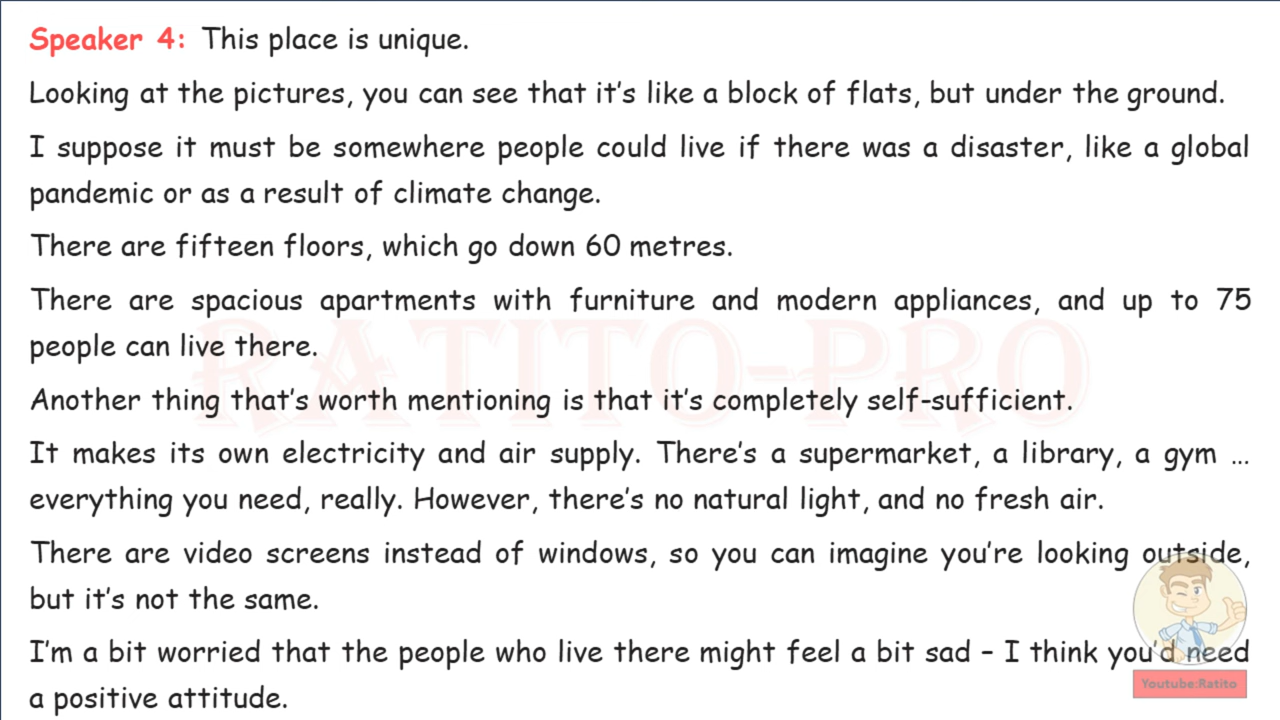 Speaker 4: This place is unique.
Looking at the pictures, you can see that it's like a block of flats, but under the ground.
I suppose it must be somewhere people could live if there was a disaster, like a global
pandemic or as a result of climate change.
There are fifteen floors, which go down 60 metres.
There are spacious apartments with furniture and modern appliances, and up to 75
people can live there.
RATITO-PRO
Another thing that's worth mentioning is that it's completely self-sufficient.
It makes its own electricity and air supply. There's a supermarket, a library, a gym ...
everything you need, really. However, there's no natural light, and no fresh air.
There are video screens instead of windows, so you can imagine you're looking outside,
but it's not the same.
I'm a bit worried that the people who live there might feel a bit sad – I think you'd need
a positive attitude.
Youtube:Ratito